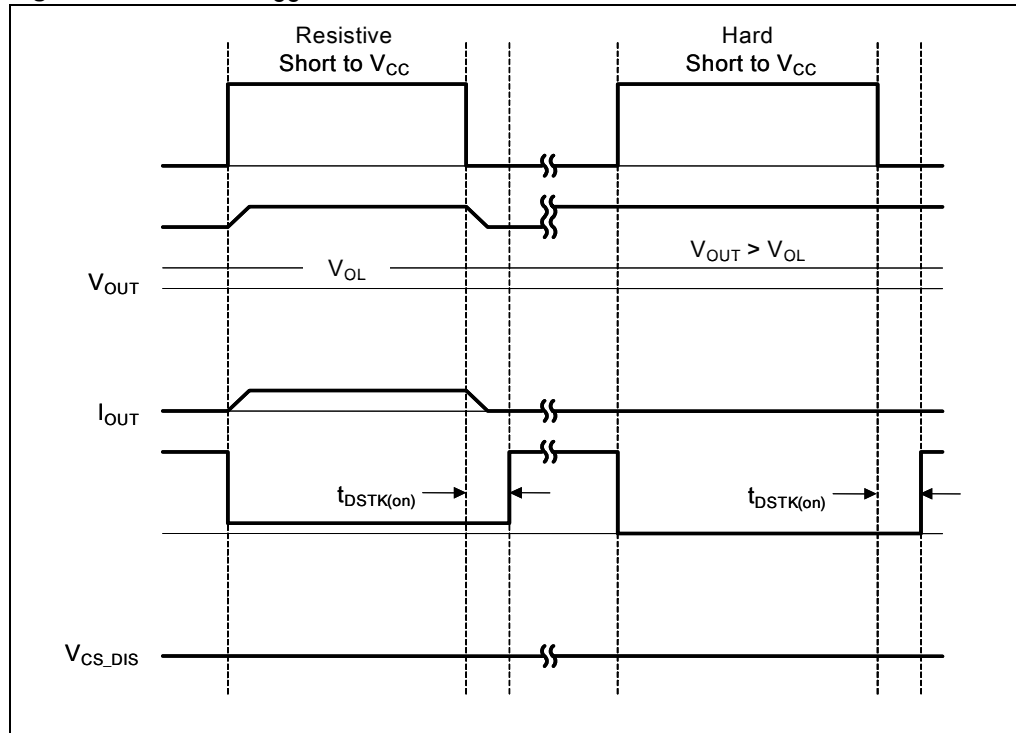 Resistive
Short to VCC
Hard
Short to VCC
VOL
VOUT > VOL
VOUT
IOUT
tDSTK(on)
tDSTK(on)
VCS_DIS